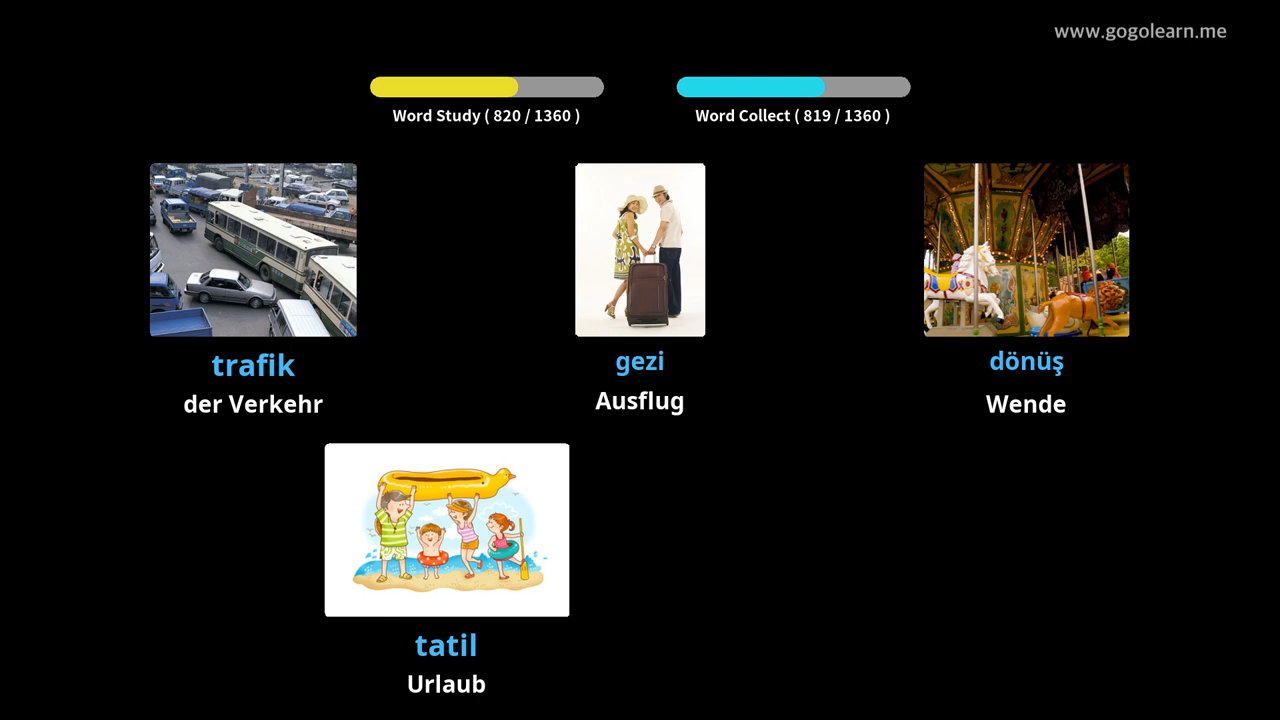 www.gogolearn.me
Word Study ( 820 / 1360 )
Word Collect ( 819 / 1360 )
trafik
der Verkehr
gezi
Ausflug
dönüş
Wende
tatil
Urlaub